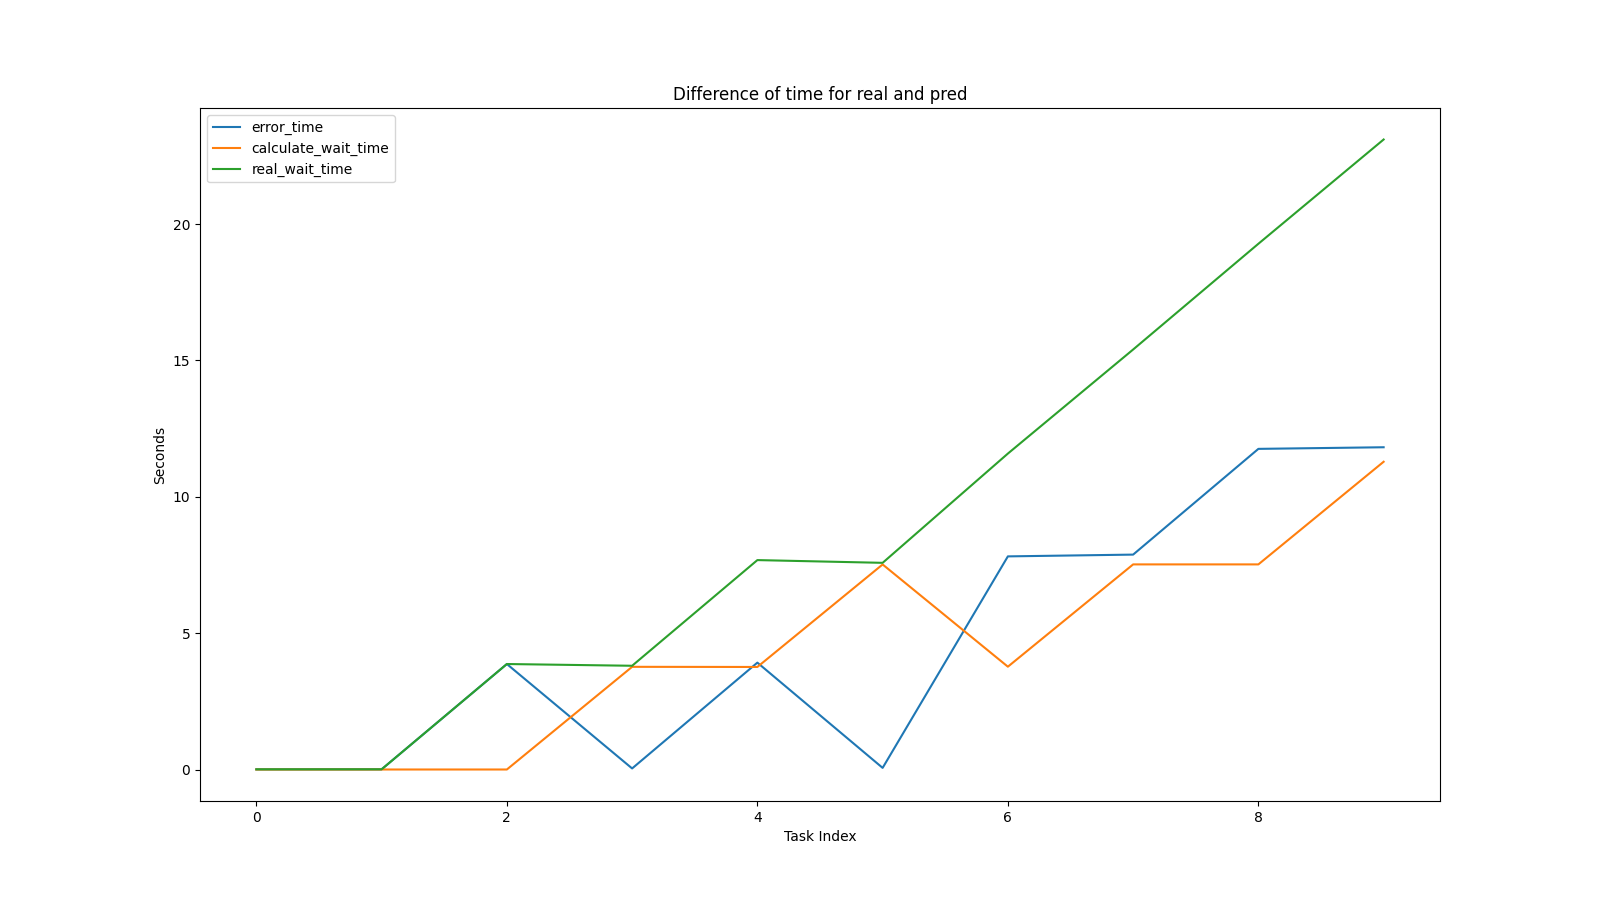 Difference of time for real and pred
error_time
calculate_wait_time
real_wait_time
20
15
10
5
0
Seconds
0 2 4 6 8
Task Index